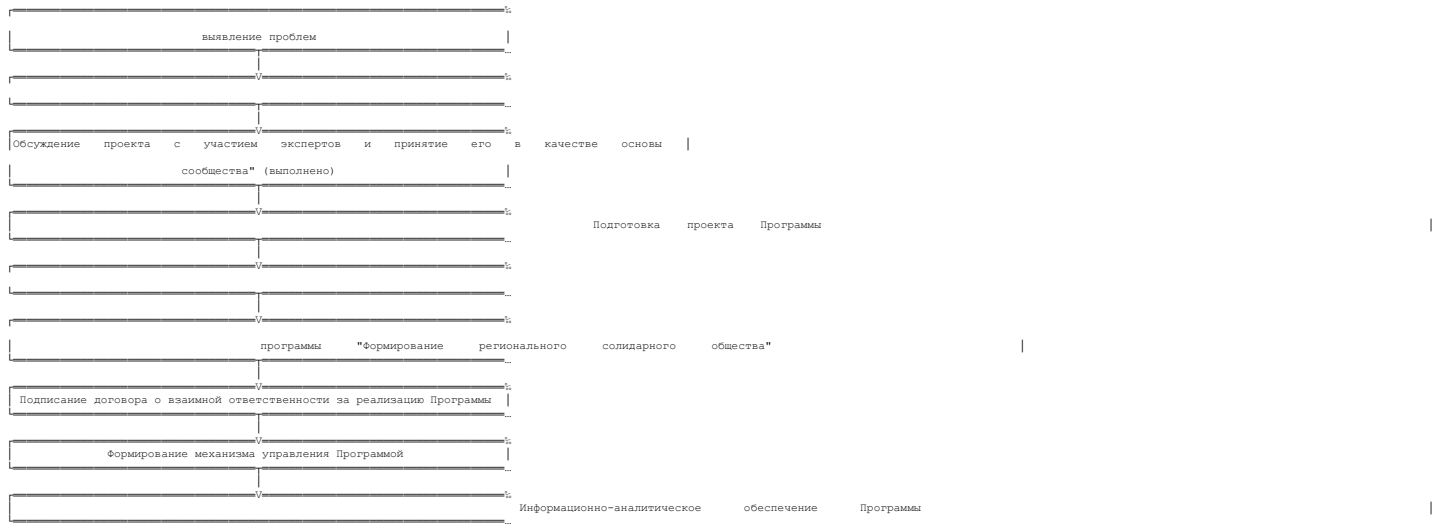 выявление проблем
Обсуждение проекта с участием экспертов и принятие его в качестве основы
сообщества" (выполнено)
Подготовка проекта Программы
программы "Формирование регионального солидарного общества"
Подписание договора о взаимной ответственности за реализацию Программы
Формирование механизма управления Программой
Информационно-аналитическое обеспечение Программы